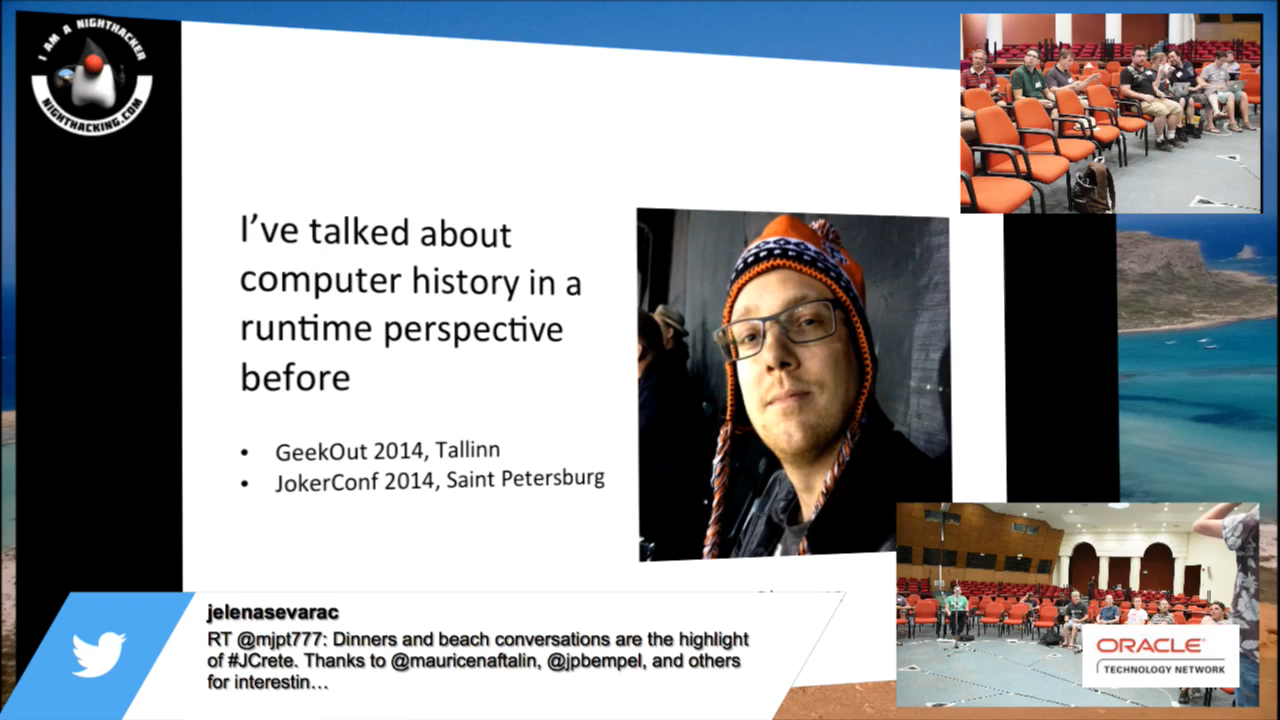 I AM A NIGHTHACKER
NIGHTHACKING.COM
I've talked about
computer history in a
runtime perspective
before
• GeekOut 2014, Tallinn
• JokerConf 2014, Saint Petersburg
jelenasevarac
RT @mjpt777: Dinners and beach conversations are the highlight
of #JCrete. Thanks to @mauricenaftalin, @jpbempel, and others
for interestin…
ORACLE
TECHNOLOGY NETWORK